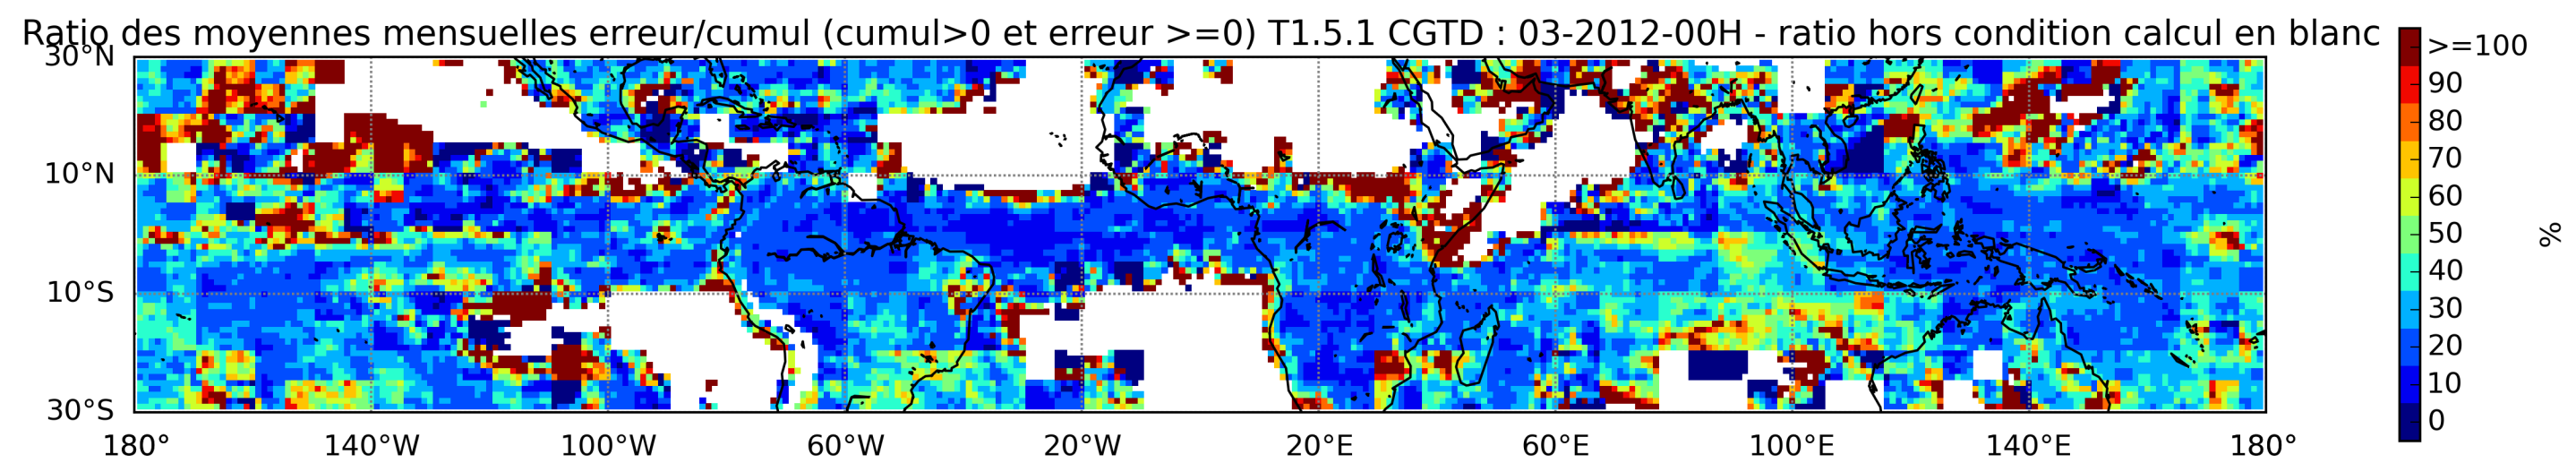 Ratio des moyennes mensuelles erreur/cumul (cumul>0 et erreur >=0) T1.5.1 CGTD : 03-2012-00H - ratio hors condition calcul en blanc
30°N
10°N
10°S
30°S
180°
140°W
100°W
60°W
20°W
20°E
60°E
100°E
140°E
180°
>=100
90
80
70
60
50
40
30
20
10
0
%